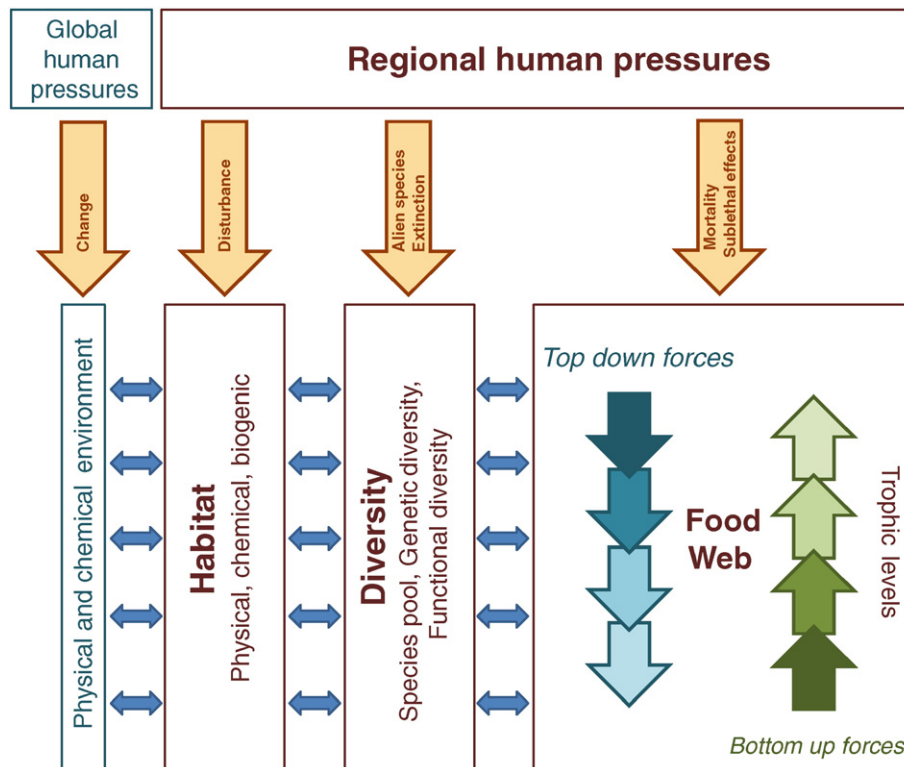 Global
human
pressures
Regional human pressures
Change
Disturbance
Alien species
Extinction
Mortality
Sublethal effects
Physical and chemical environment
Habitat
Physical, chemical, biogenic
Diversity
Species pool, Genetic diversity,
Functional diversity
Top down forces
Food
Web
Trophic levels
Bottom up forces